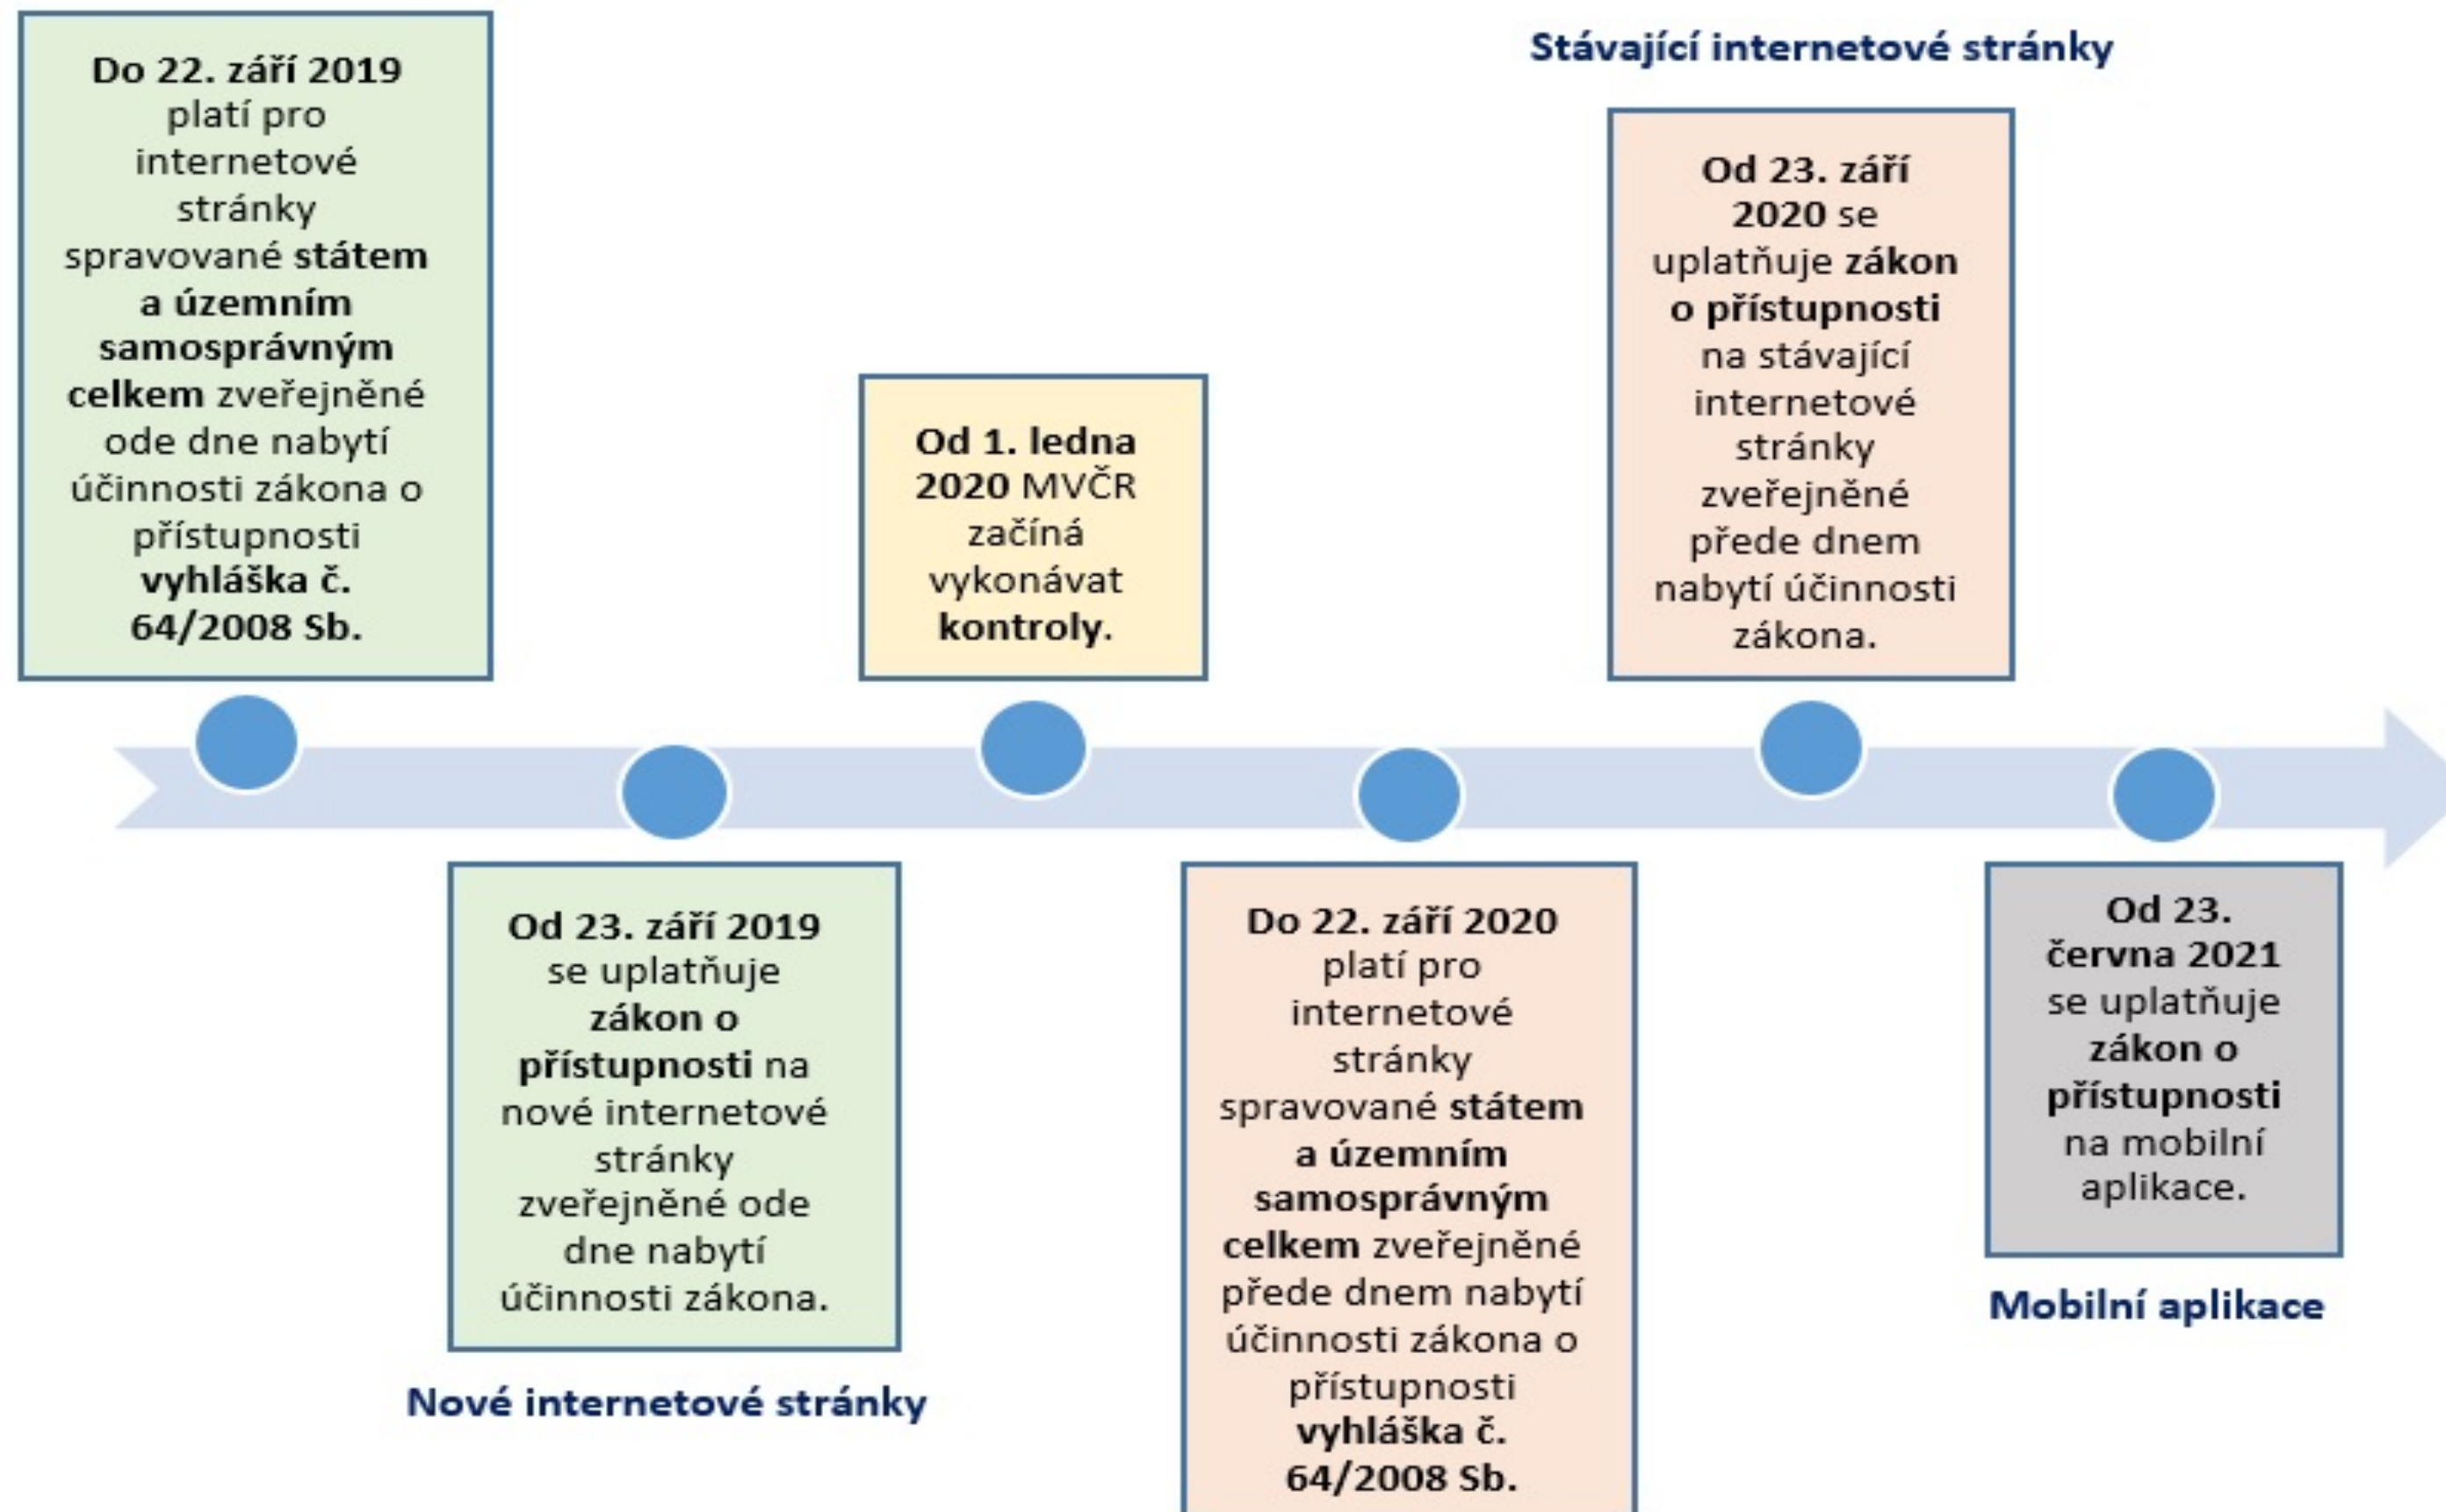 Do 22. září 2019
platí pro
internetové
stránky
spravované státem
a územním
samosprávným
celkem zveřejněné
ode dne nabytí
účinnosti zákona o
přístupnosti
vyhláška č.
64/2008 Sb.
Od 23. září 2019
se uplatňuje
zákon o
přístupnosti na
nové internetové
stránky
zveřejněné ode
dne nabytí
účinnosti zákona.
Nové internetové stránky
Od 1. ledna
2020 MVČR
začíná
vykonávat
kontroly.
Do 22. září 2020
platí pro
internetové
stránky
spravované státem
a územním
samosprávným
celkem zveřejněné
přede dnem nabytí
účinnosti zákona o
přístupnosti
vyhláška č.
64/2008 Sb.
Stávající internetové stránky
Od 23. září
2020 se
uplatňuje zákon
o přístupnosti
na stávající
internetové
stránky
zveřejněné
přede dnem
nabytí účinnosti
zákona.
Od 23.
června 2021
se uplatňuje
zákon o
přístupnosti
na mobilní
aplikace.
Mobilní aplikace